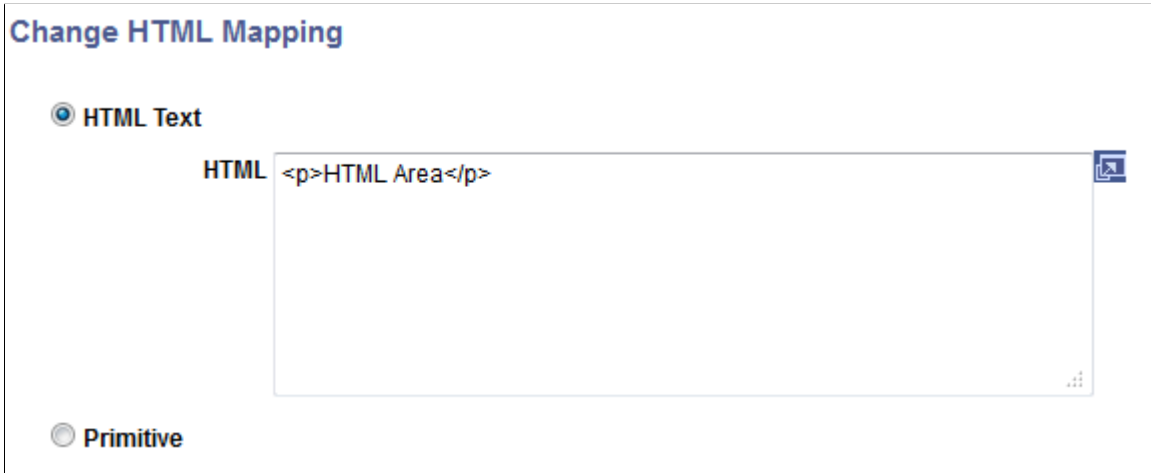 Change HTML Mapping
HTML Text
HTML <p>HTML Area</p>
Primitive